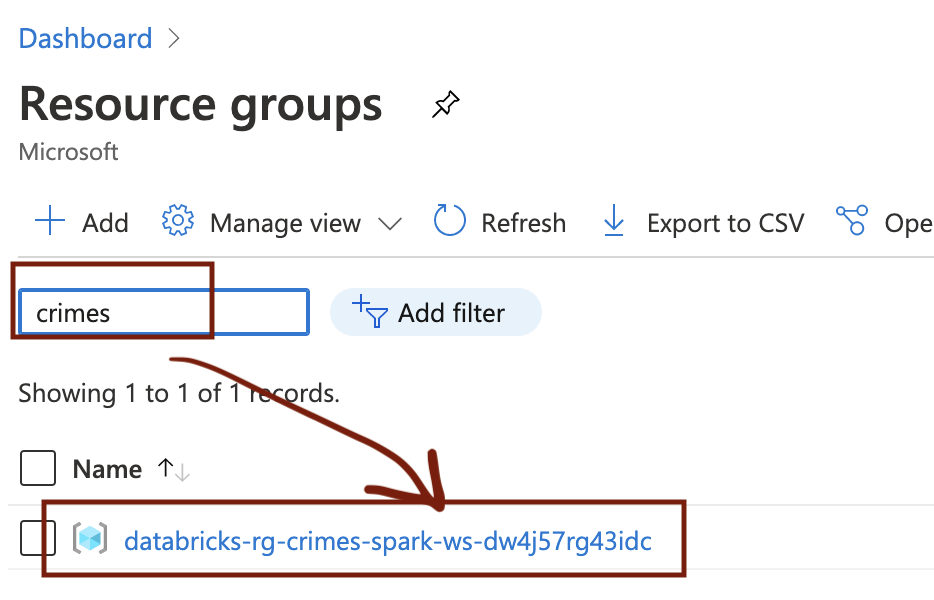 Dashboard
Resource groups
Microsoft
Add Manage view Refresh Export to CSV Ope
crimes Add filter
Showing 1 to 1 of 1 records.
Name
databricks-rg-crimes-spark-ws-dw4j57rg43idc